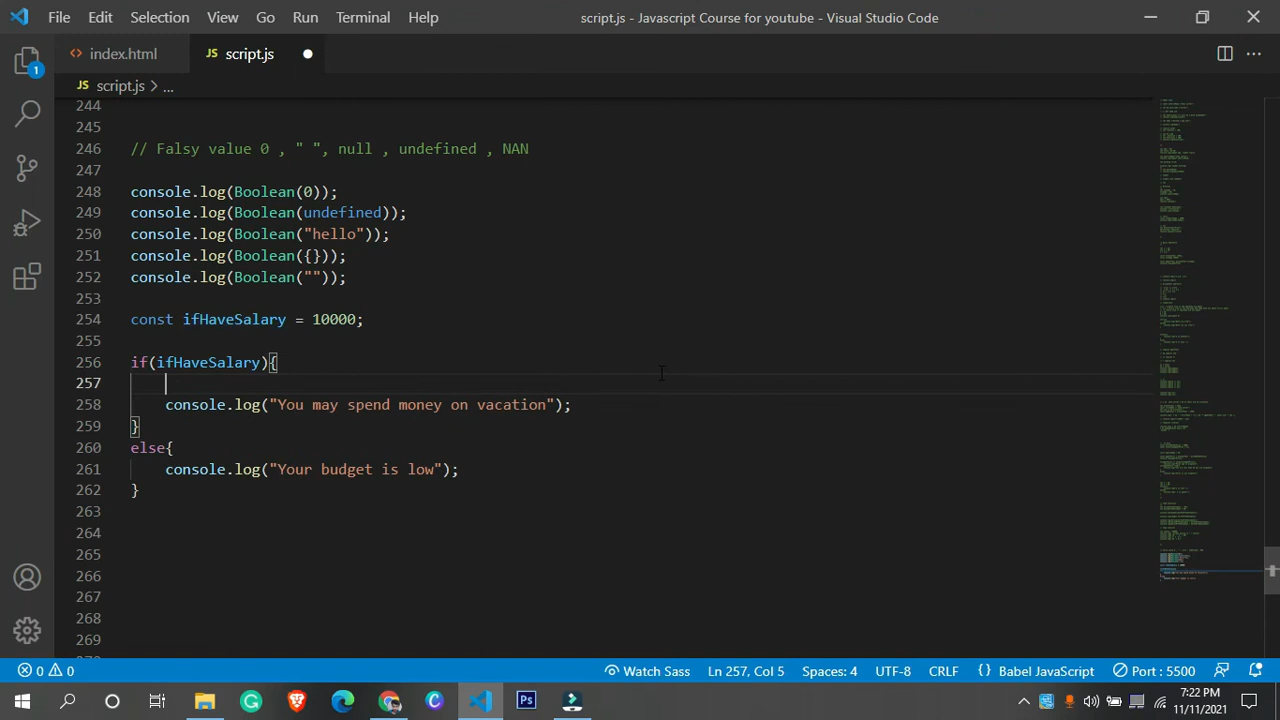 File Edit Selection View Go Run Terminal Help script.js - Javascript Course for youtube - Visual Studio Code
index.html JS script.js
JS script.js > ...
1
244
245
246 // Falsy value 0 , " ", null , undefined , NAN
247
248 console.log(Boolean(0));
249 console.log(Boolean(undefined));
250 console.log(Boolean("hello"));
251 console.log(Boolean({}));
252 console.log(Boolean(""));
253
254 const ifHaveSalary = 10000;
255
256 if(ifHaveSalary){
257
258 console.log("You may spend money on vacation");
259 }
260 else{
261 console.log("Your budget is low");
262 }
263
264
265
266
267
268
269
0 0 Watch Sass Ln 257, Col 5 Spaces: 4 UTF-8 CRLF {} Babel JavaScript Port : 5500
Ps 7:22 PM
11/11/2021